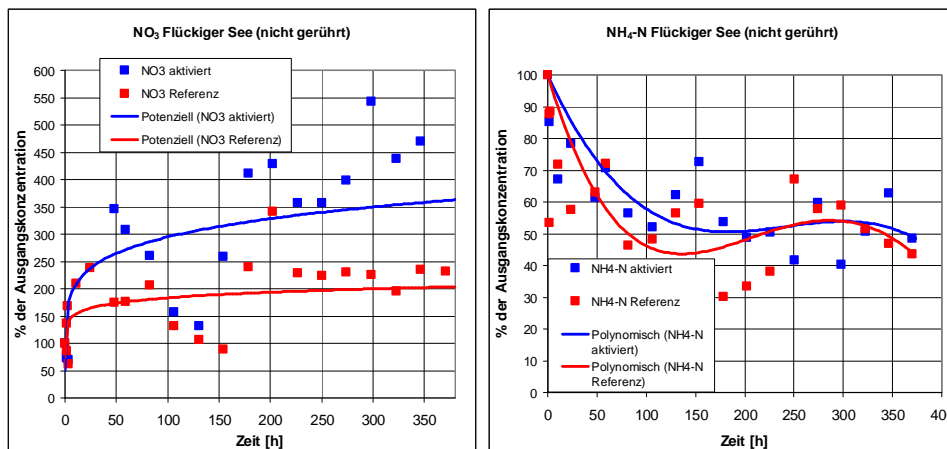 NO3 Flückiger See (nicht gerührt)
% der Ausgangskonzentration
600
550
500
450
400
350
300
250
200
150
100
50
0
NO3 aktiviert
NO3 Referenz
Potenziell (NO3 aktiviert)
Potenziell (NO3 Referenz)
0 50 100 150 200 250 300 350
Zeit [h]
NH4-N Flückiger See (nicht gerührt)
% der Ausgangskonzentration
100
90
80
70
60
50
40
30
20
10
0
NH4-N aktiviert
NH4-N Referenz
Polynomisch (NH4-N
aktiviert)
Polynomisch (NH4-N
Referenz)
0 50 100 150 200 250 300 350 40
Zeit [h]